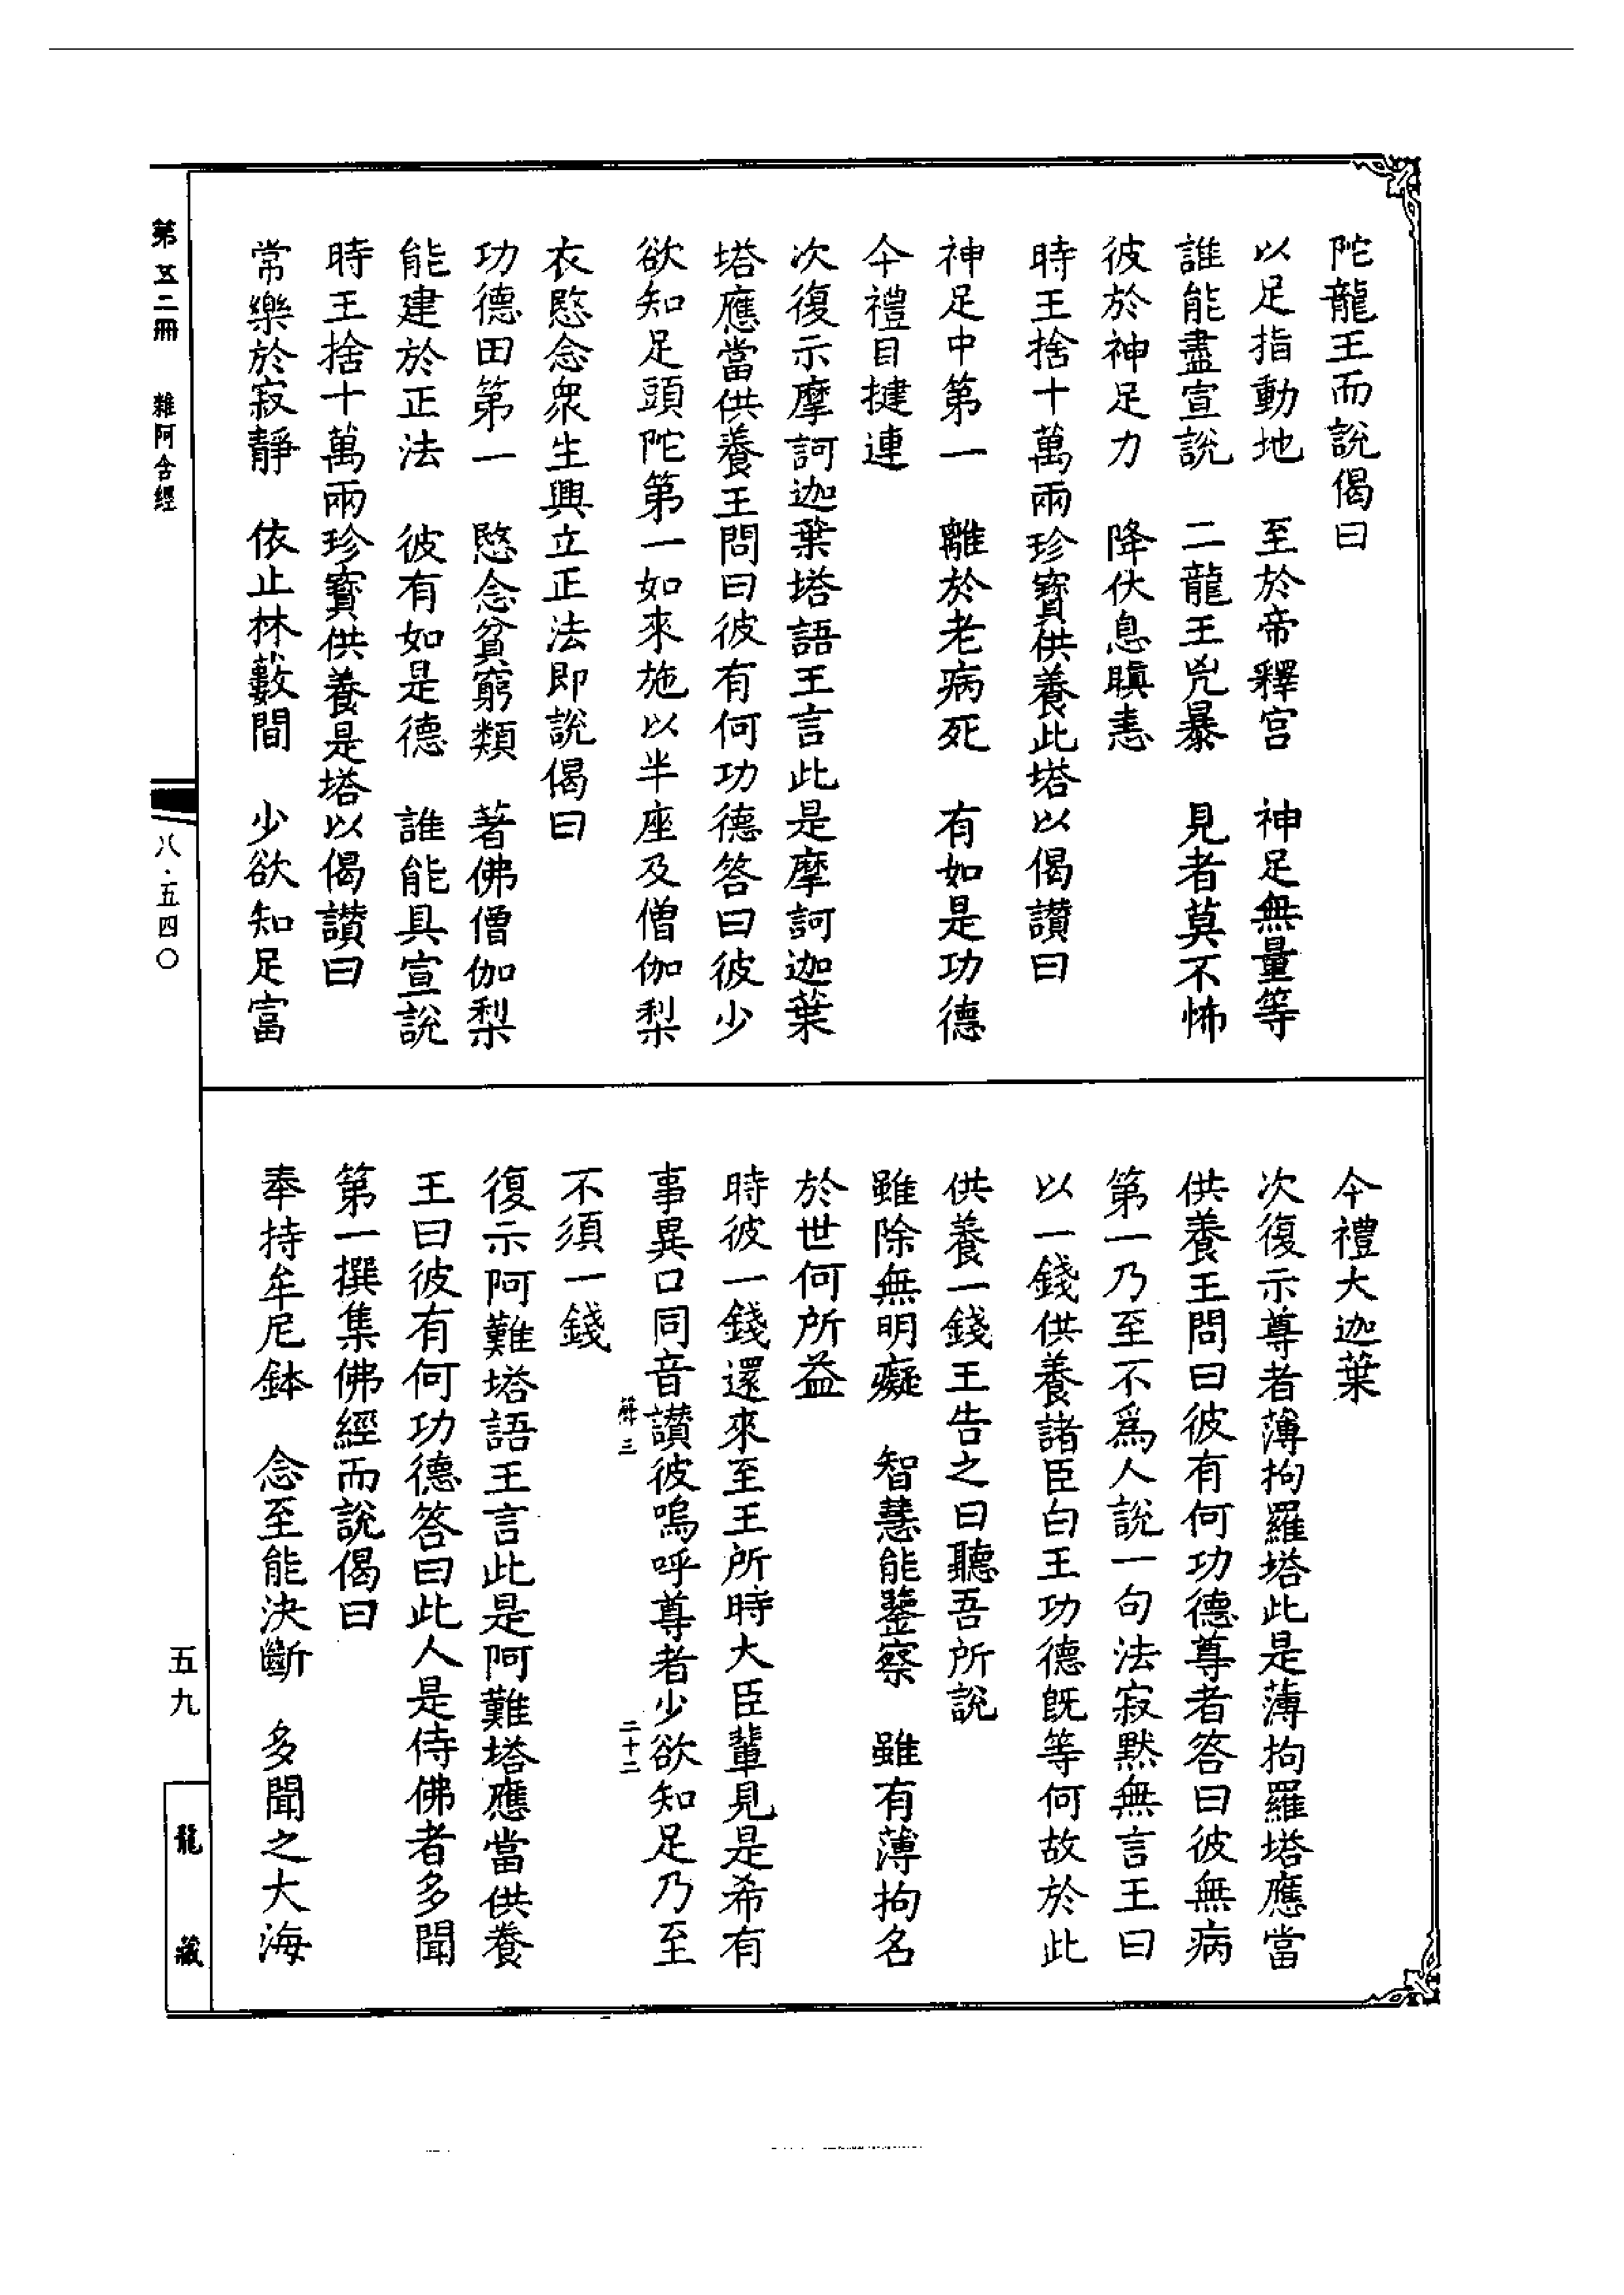 陀龍王而說偈曰
以足指動地　至於帝釋宮　神足無量等
誰能盡宣說　二龍王兇暴　見者莫不怖
彼於神足力　降伏息瞋恚
時王捨十萬兩珍寶供養此塔以偈讚曰
神足中第一　離於老病死　有如是功德
今禮目揵連
次復示摩訶迦葉塔語王言此是摩訶迦葉
塔應當供養王問曰彼有何功德答曰彼少
欲知足頭陀第一如來施以半座及僧伽梨
衣愍念衆生興立正法即說偈曰
功德田第一　愍念貧窮類　著佛僧伽梨
能建於正法　彼有如是德　誰能具宣說
時王捨十萬兩珍寶供養是塔以偈讚曰
常樂於寂靜　依止林藪間　少欲知足富
今禮大迦葉
次復示尊者薄拘羅塔此是薄拘羅塔應當
供養王問曰彼有何功德尊者答曰彼無病
第一乃至不爲人說一句法寂默無言王曰
以一錢供養諸臣白王功德旣等何故於此
供養一錢王告之曰聽吾所說
雖除無明癡　智慧能鑒察　雖有薄拘名
於世何所益
時彼一錢還來至王所時大臣輩見是希有
事異口同音讚彼嗚呼尊者少欲知足乃至
不須一錢
復示阿難塔語王言此是阿難塔應當供養
王曰彼有何功德答曰此人是侍佛者多聞
第一撰集佛經而說偈曰
奉持牟尼鉢　念至能決斷　多聞之大海
三
二十二
第五二冊　雜阿含經
八·五四〇
五九
龍藏